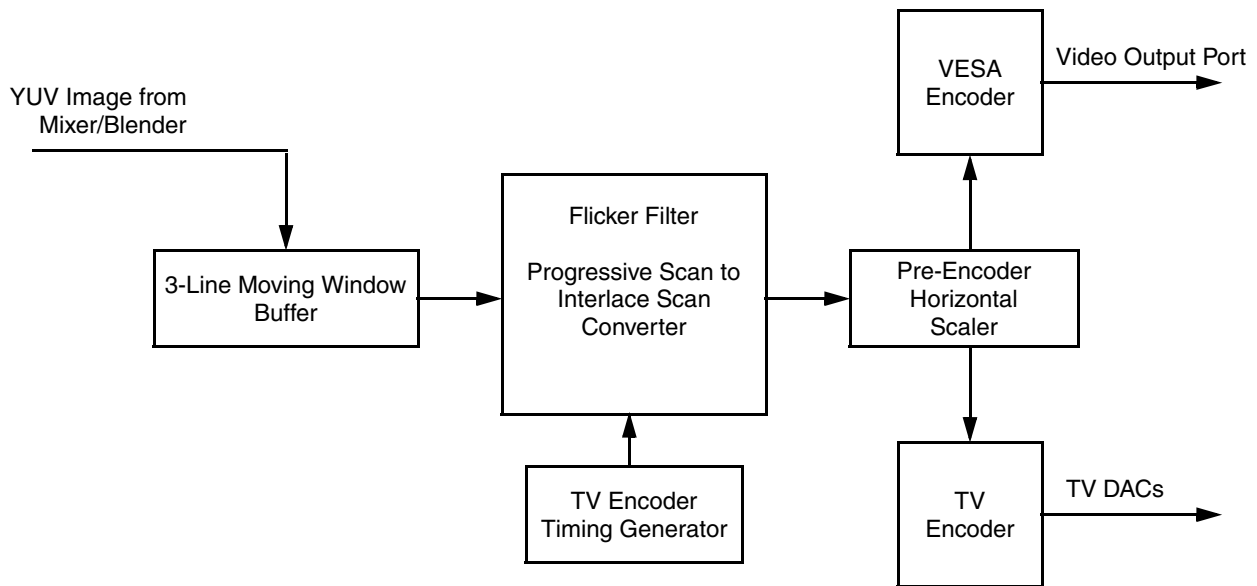 YUV Image from
Mixer/Blender
3-Line Moving Window
Buffer
Flicker Filter
Progressive Scan to
Interlace Scan
Converter
TV Encoder
Timing Generator
Pre-Encoder
Horizontal
Scaler
VESA
Encoder
Video Output Port
TV
Encoder
TV DACs